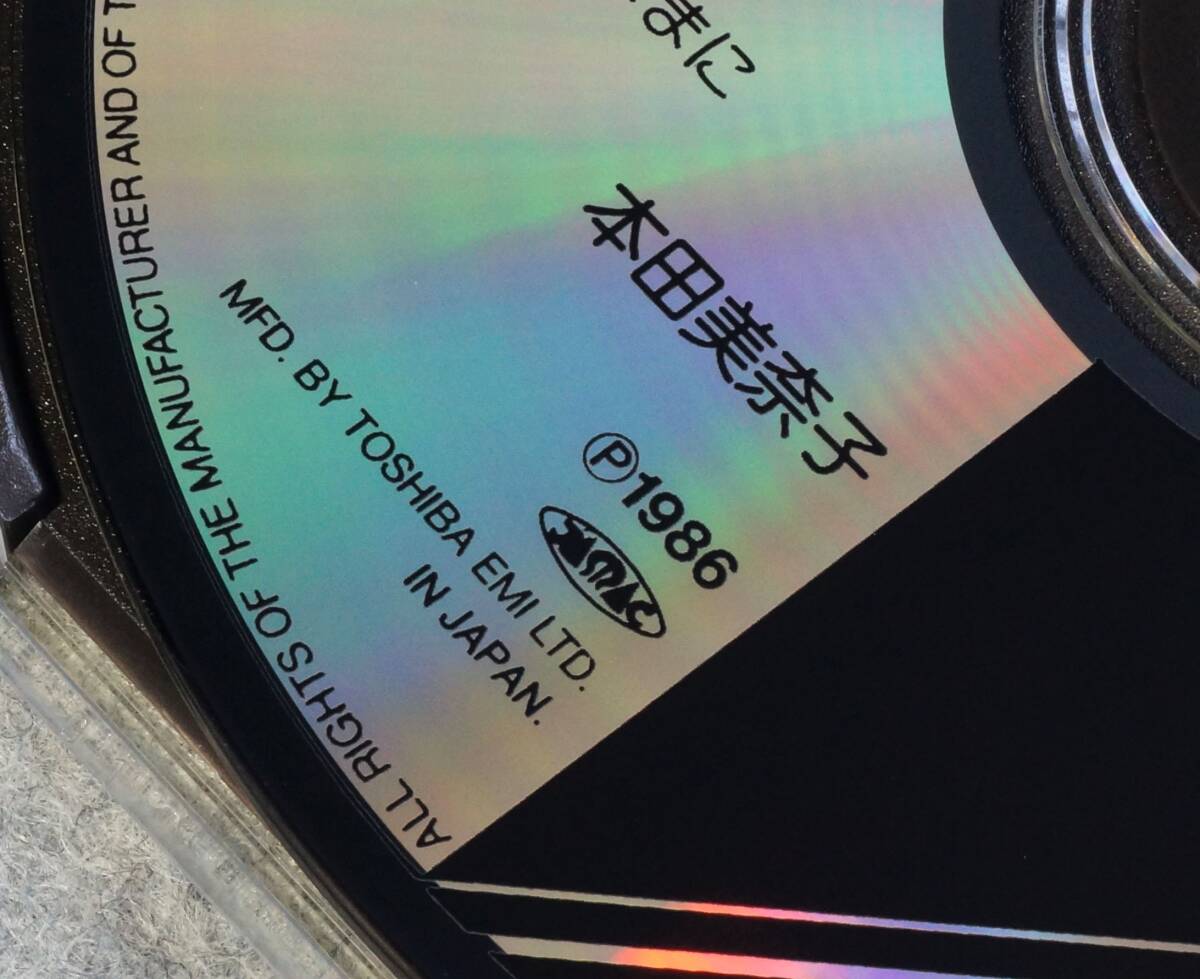 まに
本田美奈子
Ⓟ1986
MFD. BY TOSHIBA EMI LTD.
IN JAPAN.
ALL RIGHTS OF THE MANUFACTURER AND OF T